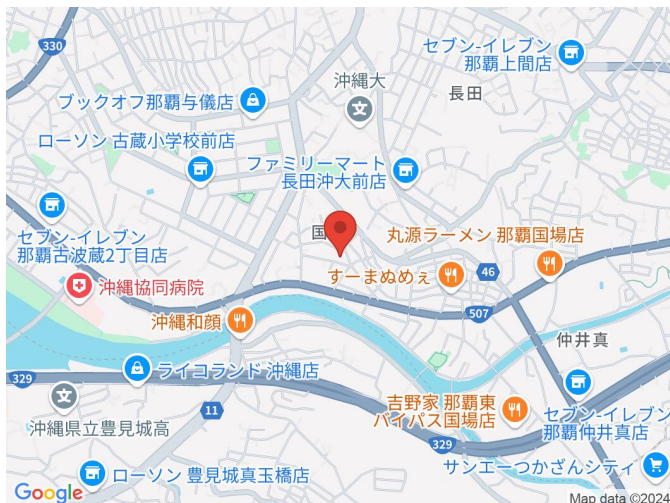 330
セブン-イレブン
那覇上間店
沖縄大
長田
ブックオフ那覇与儀店
ローソン 古蔵小学校前店
ファミリーマート
長田沖大前店
セブン-イレブン
那覇古波蔵2丁目店
国
丸源ラーメン 那覇国場店
すーまぬめぇ
46
沖縄協同病院
507
沖縄和顔
仲井真
ライコランド 沖縄店
329
11
吉野家 那覇東
バイパス国場店
セブン-イレブン
那覇仲井真店
沖縄県立豊見城高
329
ローソン 豊見城真玉橋店
サンエーつかざんシティ
Google
Map data ©2024